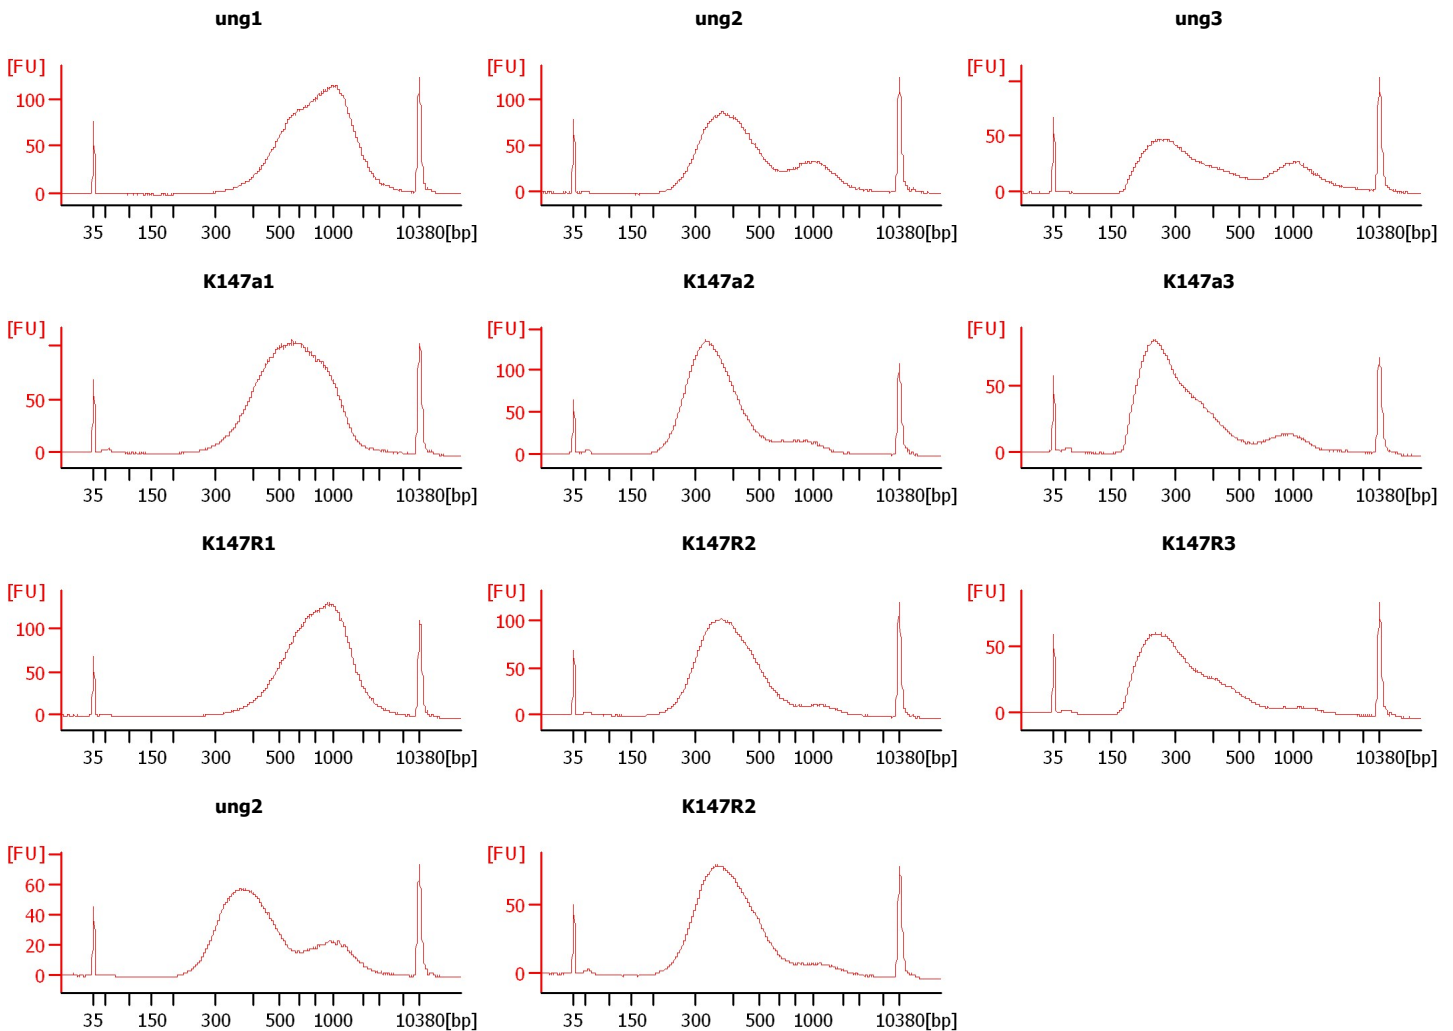 ung1 ung2 ung3
[FU] [FU] [FU]
100 100
50 50 50
0 0 0
35 150 300 500 1000 10380[bp] 35 150 300 500 1000 10380[bp] 35 150 300 500 1000 10380[bp]
K147a1 K147a2 K147a3
[FU] [FU] [FU]
100
50 50 50
0 0 0
35 150 300 500 1000 10380[bp] 35 150 300 500 1000 10380[bp] 35 150 300 500 1000 10380[bp]
K147R1 K147R2 K147R3
[FU] [FU] [FU]
100 100
50 50 50
0 0 0
35 150 300 500 1000 10380[bp] 35 150 300 500 1000 10380[bp] 35 150 300 500 1000 10380[bp]
ung2 K147R2
[FU] [FU]
60
40 50
20
0 0
35 150 300 500 1000 10380[bp] 35 150 300 500 1000 10380[bp]